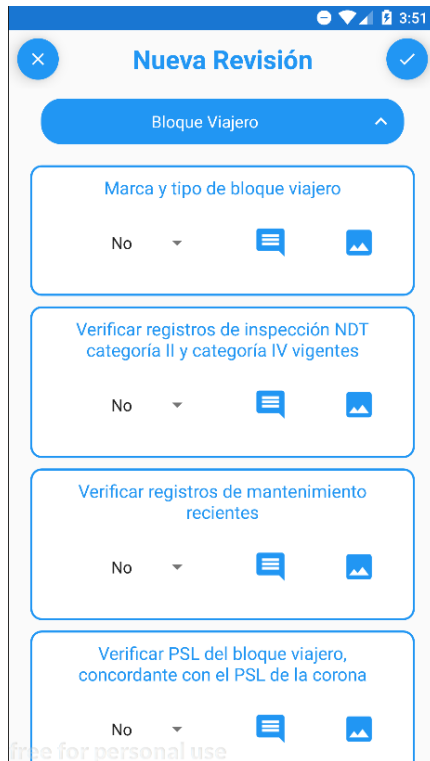 3:51
Nueva Revisión
Bloque Viajero
Marca y tipo de bloque viajero
No
Verificar registros de inspección NDT
categoría II y categoría IV vigentes
No
Verificar registros de mantenimiento
recientes
No
Verificar PSL del bloque viajero,
concordante con el PSL de la corona
No
free for personal use